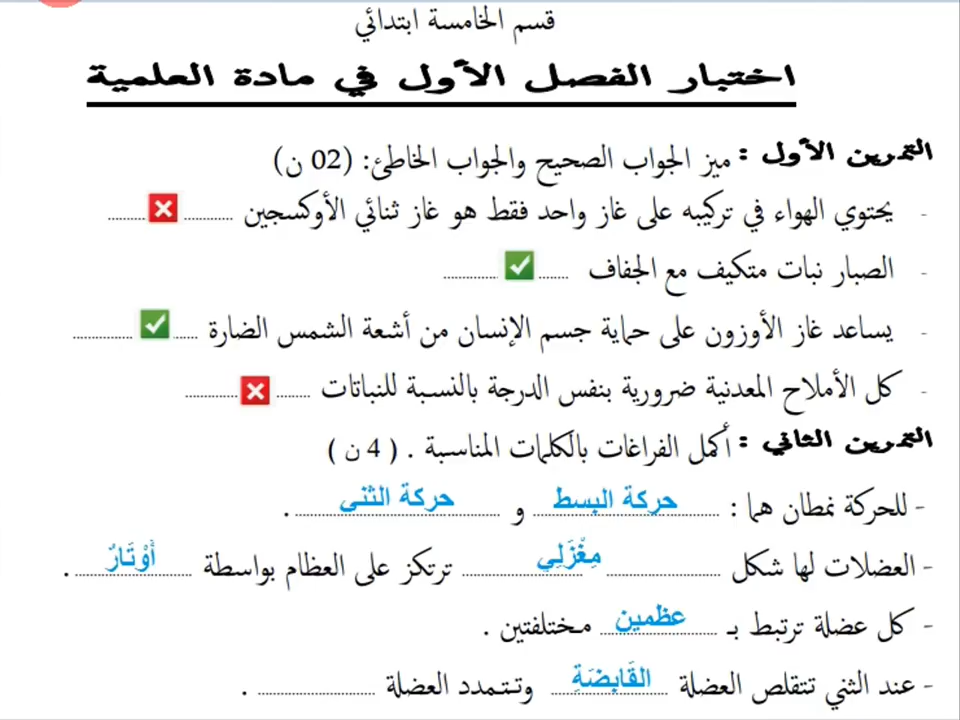 قسم الخامسة ابتدائي
اختبار الفصل الأول في مادة العلمية
التمرين الأول : ميز الجواب الصحيح والجواب الخاطئ: (02 ن)
- يحتوي الهواء في تركيبه على غاز واحد فقط هو غاز ثنائي الأوكسجين ............ ❌ .........
- الصبار نبات متكيف مع الجفاف ....... ✅ .............
- يساعد غاز الأوزون على حماية جسم الإنسان من أشعة الشمس الضارة ...... ✅ ..............
- كل الأملاح المعدنية ضرورية بنفس الدرجة بالنسبة للنباتات ........ ❌ .............
التمرين الثاني : أكمل الفراغات بالكلمات المناسبة . ( 4 ن )
- للحركة نمطان هما : حركة البسط و حركة الثني .
- العضلات لها شكل مِغْزَلِي ترتكز على العظام بواسطة أَوْتَارٌ .
- كل عضلة ترتبط بـ عظمين مختلفتين .
- عند الثني تتقلص العضلة القَابِضَةِ وتتمدد العضلة .................... .